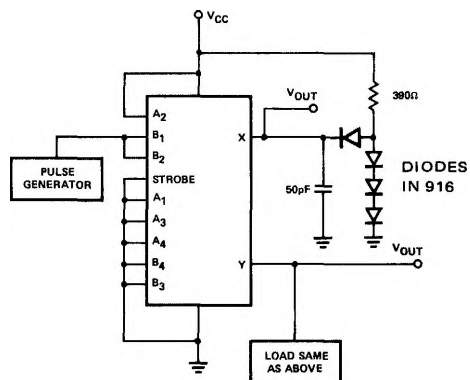 VCC
390Ω
VOUT
A2
B1
B2
STROBE
A1
A3
A4
B4
B3
X
Y
PULSE
GENERATOR
50pF
DIODES
IN 916
VOUT
LOAD SAME
AS ABOVE